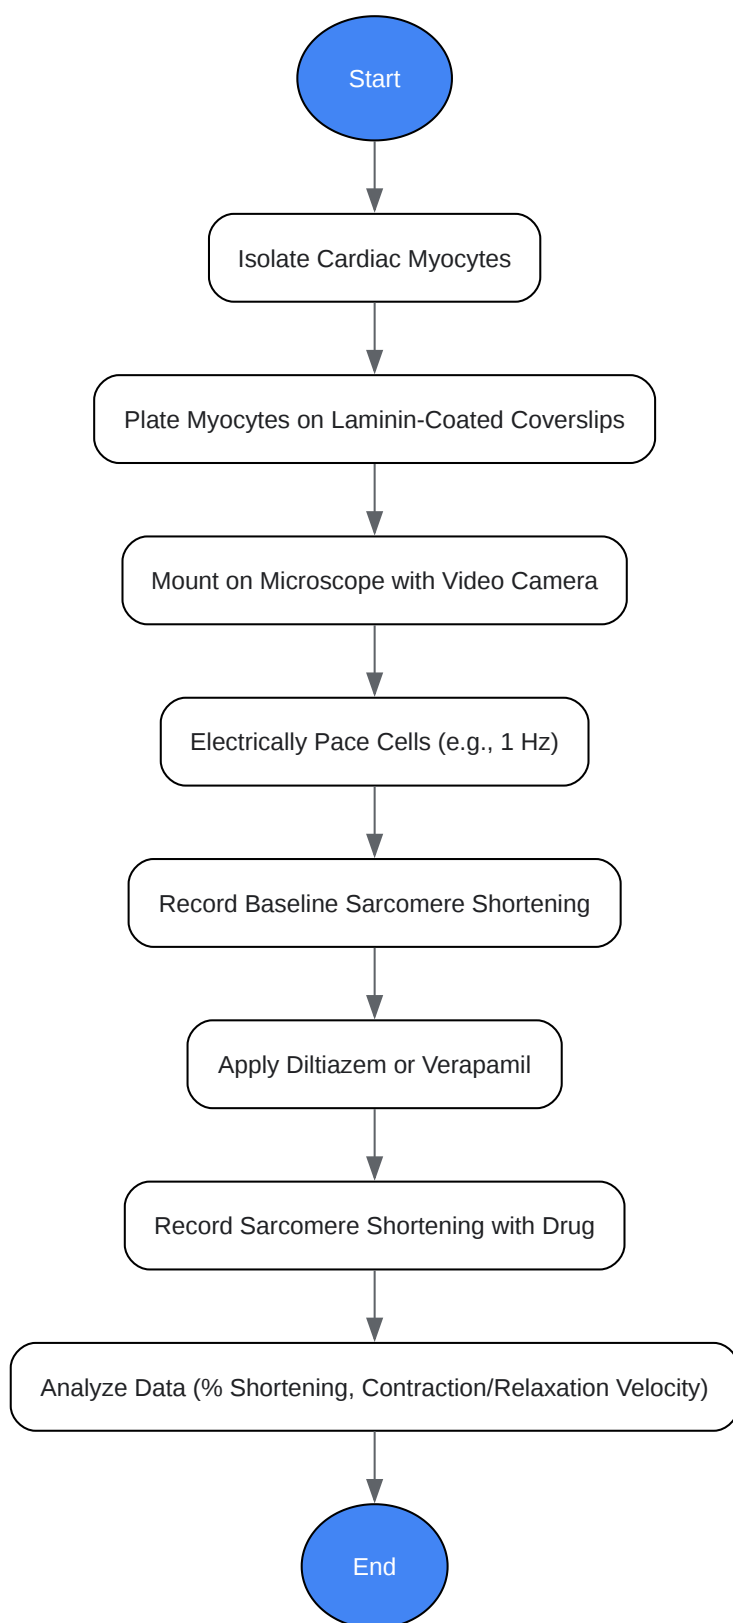 Start
Isolate Cardiac Myocytes
Plate Myocytes on Laminin-Coated Coverslips
Mount on Microscope with Video Camera
Electrically Pace Cells (e.g., 1 Hz)
Record Baseline Sarcomere Shortening
Apply Diltiazem or Verapamil
Record Sarcomere Shortening with Drug
Analyze Data (% Shortening, Contraction/Relaxation Velocity)
End